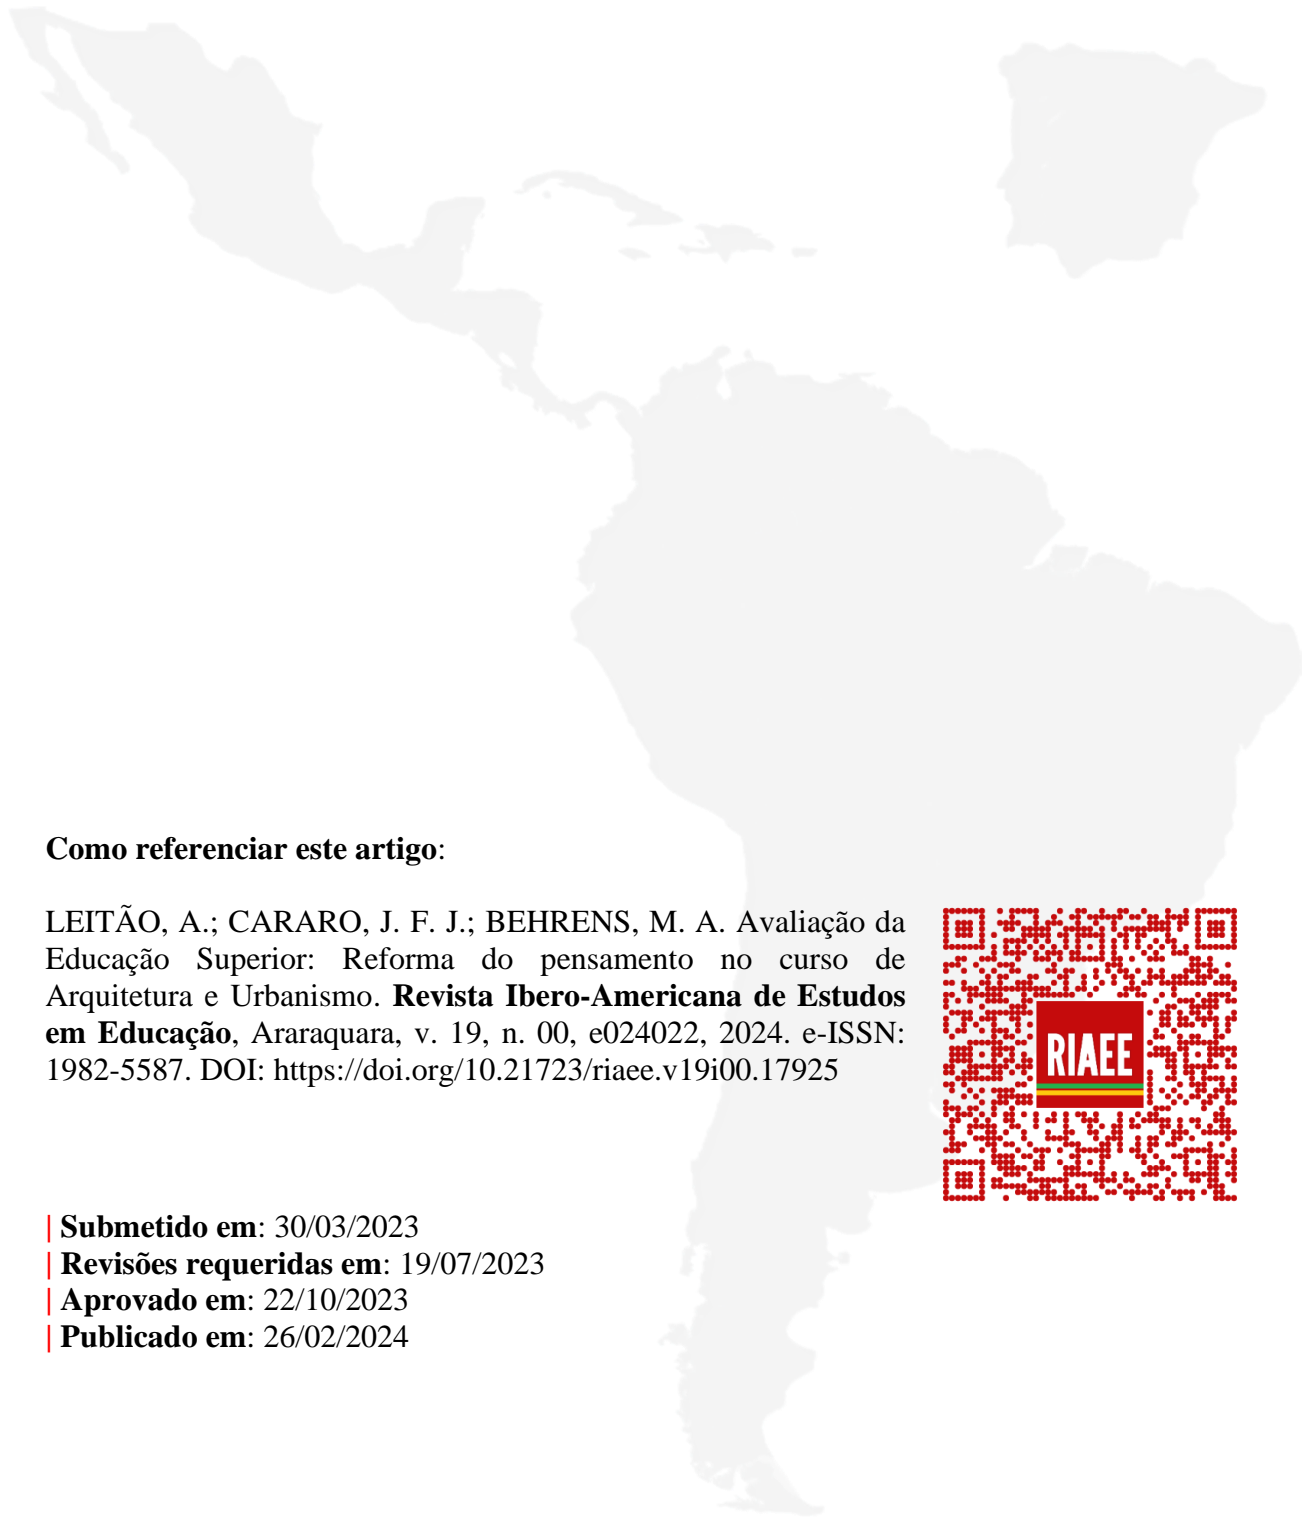 Como referenciar este artigo:
LEITÃO, A.; CARARO, J. F. J.; BEHRENS, M. A. Avaliação da
Educação Superior: Reforma do pensamento no curso de
Arquitetura e Urbanismo. Revista Ibero-Americana de Estudos
em Educação, Araraquara, v. 19, n. 00, e024022, 2024. e-ISSN:
1982-5587. DOI: https://doi.org/10.21723/riaee.v19i00.17925
RIAEE
| Submetido em: 30/03/2023
| Revisões requeridas em: 19/07/2023
| Aprovado em: 22/10/2023
| Publicado em: 26/02/2024